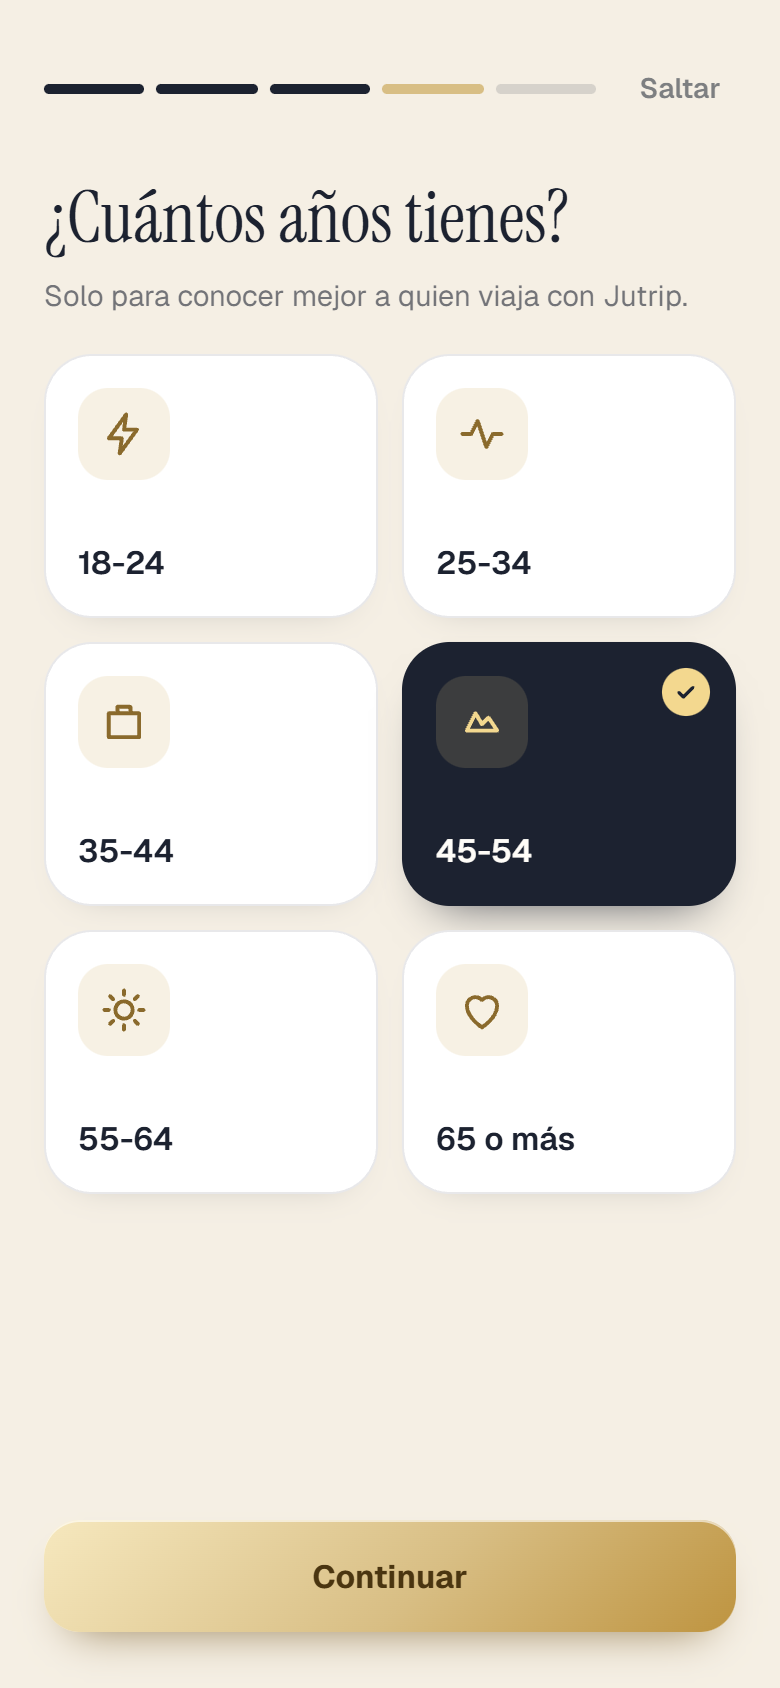 Saltar
¿Cuántos años tienes?
Solo para conocer mejor a quien viaja con Jutrip.
18-24
25-34
35-44
45-54
55-64
65 o más
Continuar